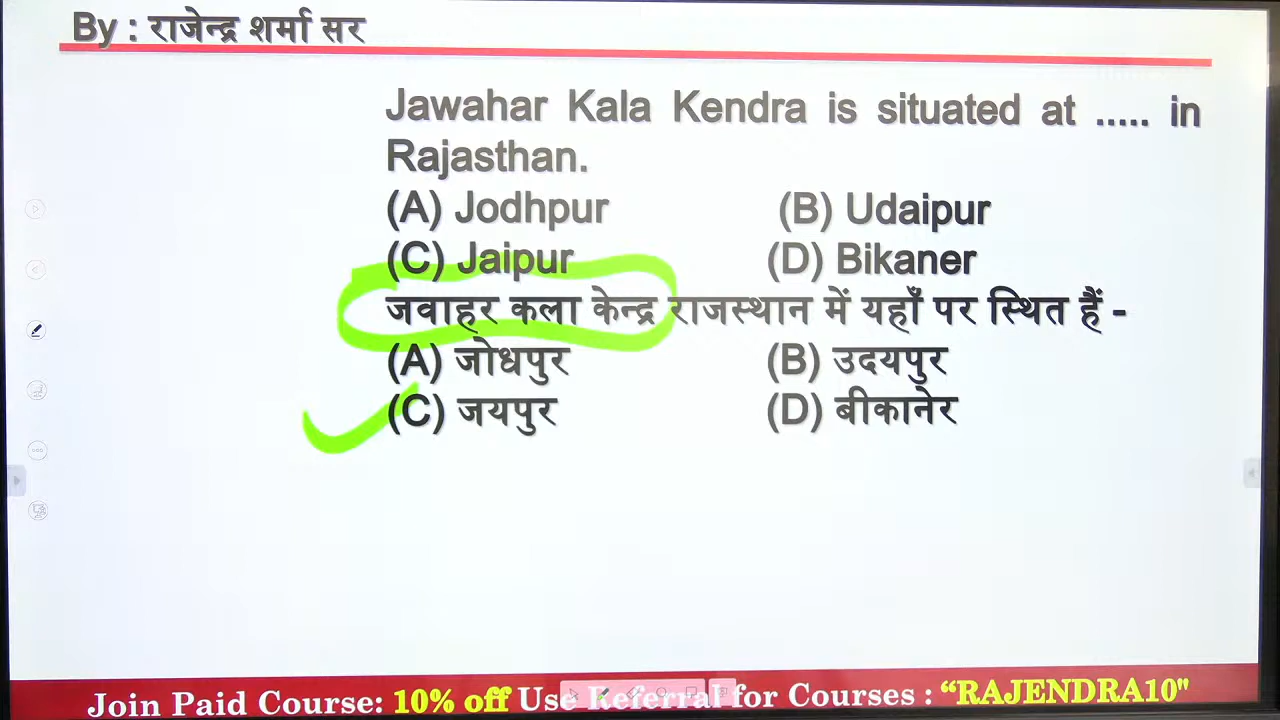 By : राजेन्द्र शर्मा सर
Jawahar Kala Kendra is situated at ..... in
Rajasthan.
(A) Jodhpur (B) Udaipur
(C) Jaipur (D) Bikaner
जवाहर कला केन्द्र राजस्थान में यहाँ पर स्थित हैं -
(A) जोधपुर (B) उदयपुर
(C) जयपुर (D) बीकानेर
Join Paid Course: 10% off Use Referral for Courses : “RAJENDRA10"